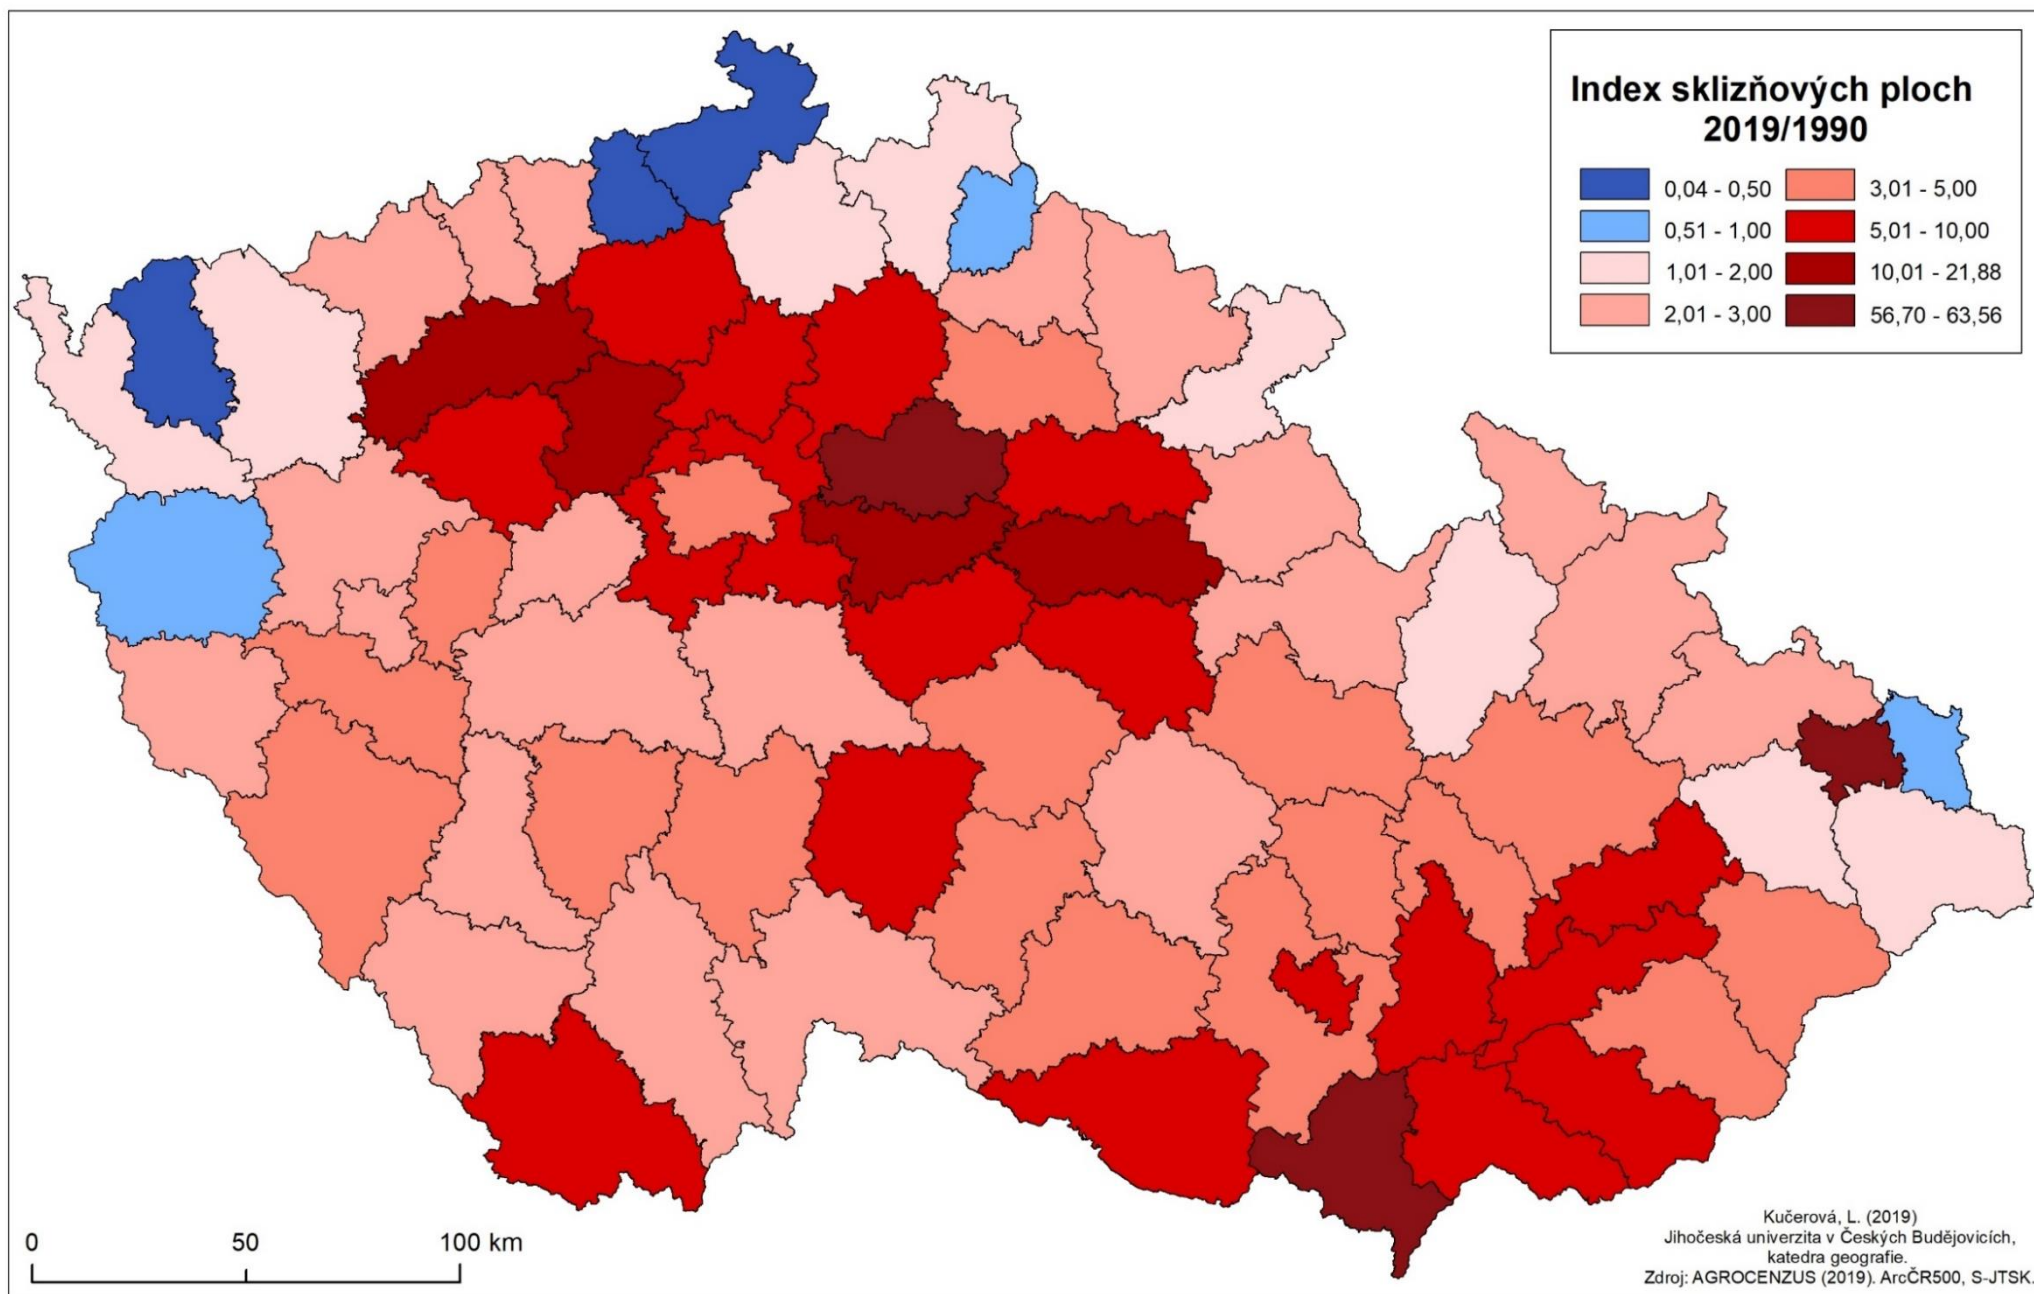 Index sklizňových ploch
2019/1990
0,04 - 0,50
3,01 - 5,00
0,51 - 1,00
5,01 - 10,00
1,01 - 2,00
10,01 - 21,88
2,01 - 3,00
56,70 - 63,56
0 50 100 km
Kučerová, L. (2019)
Jihočeská univerzita v Českých Budějovicích,
katedra geografie.
Zdroj: AGROCENZUS (2019). ArcČR500, S-JTSK.